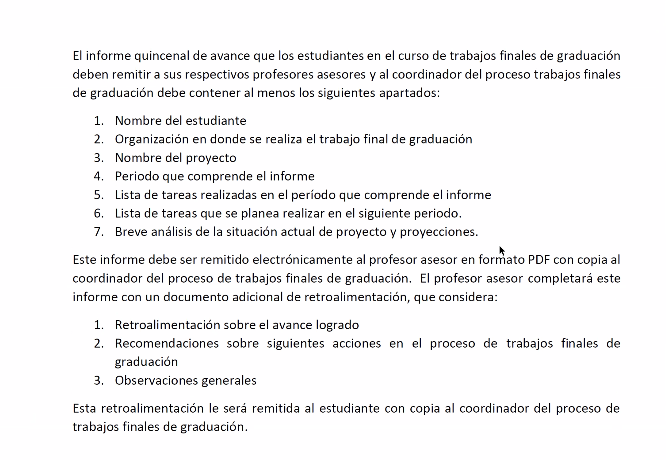 El informe quincenal de avance que los estudiantes en el curso de trabajos finales de graduación
deben remitir a sus respectivos profesores asesores y al coordinador del proceso trabajos finales
de graduación debe contener al menos los siguientes apartados:
1. Nombre del estudiante
2. Organización en donde se realiza el trabajo final de graduación
3. Nombre del proyecto
4. Periodo que comprende el informe
5. Lista de tareas realizadas en el período que comprende el informe
6. Lista de tareas que se planea realizar en el siguiente periodo.
7. Breve análisis de la situación actual de proyecto y proyecciones.
Este informe debe ser remitido electrónicamente al profesor asesor en formato PDF con copia al
coordinador del proceso de trabajos finales de graduación.  El profesor asesor completará este
informe con un documento adicional de retroalimentación, que considera:
1. Retroalimentación sobre el avance logrado
2. Recomendaciones sobre siguientes acciones en el proceso de trabajos finales de
graduación
3. Observaciones generales
Esta retroalimentación le será remitida al estudiante con copia al coordinador del proceso de
trabajos finales de graduación.